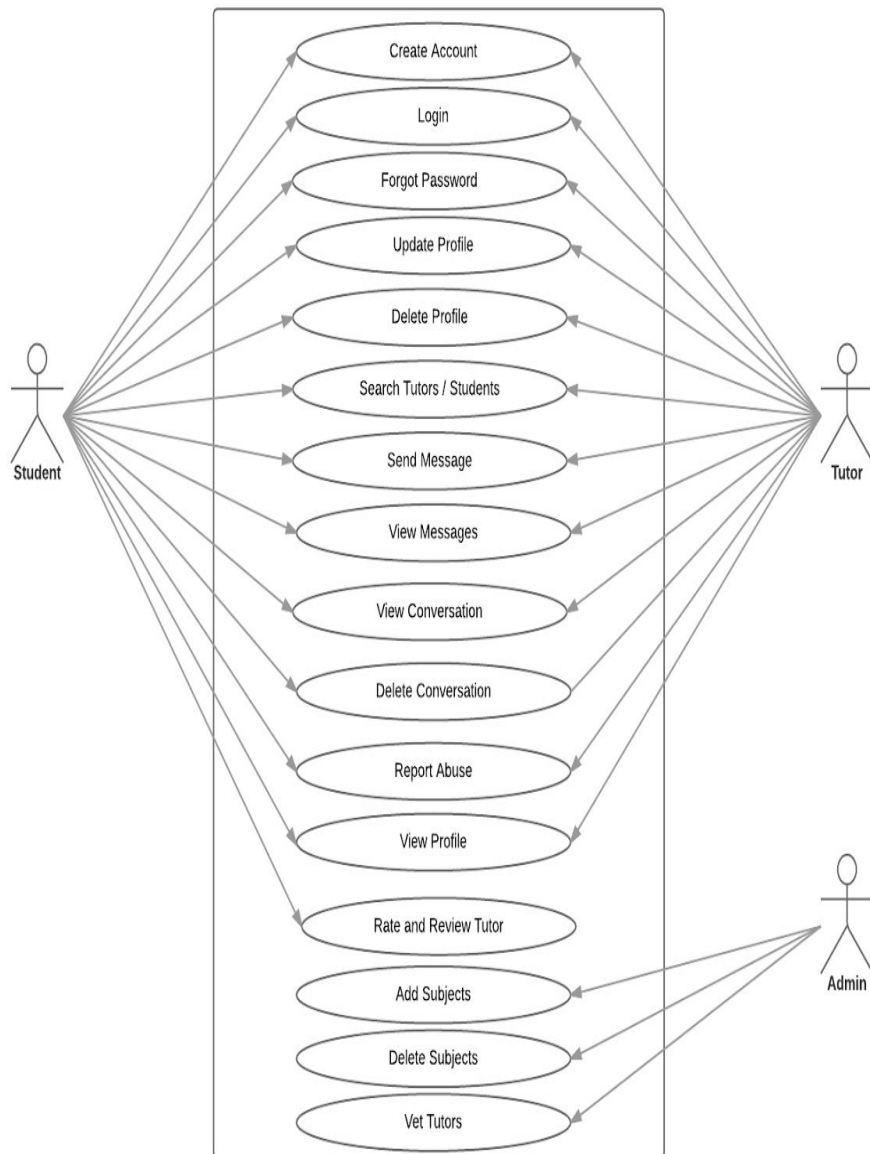 Create Account
Login
Forgot Password
Update Profile
Delete Profile
Search Tutors / Students
Send Message
Student
Tutor
View Messages
View Conversation
Delete Conversation
Report Abuse
View Profile
Rate and Review Tutor
Admin
Add Subjects
Delete Subjects
Vet Tutors